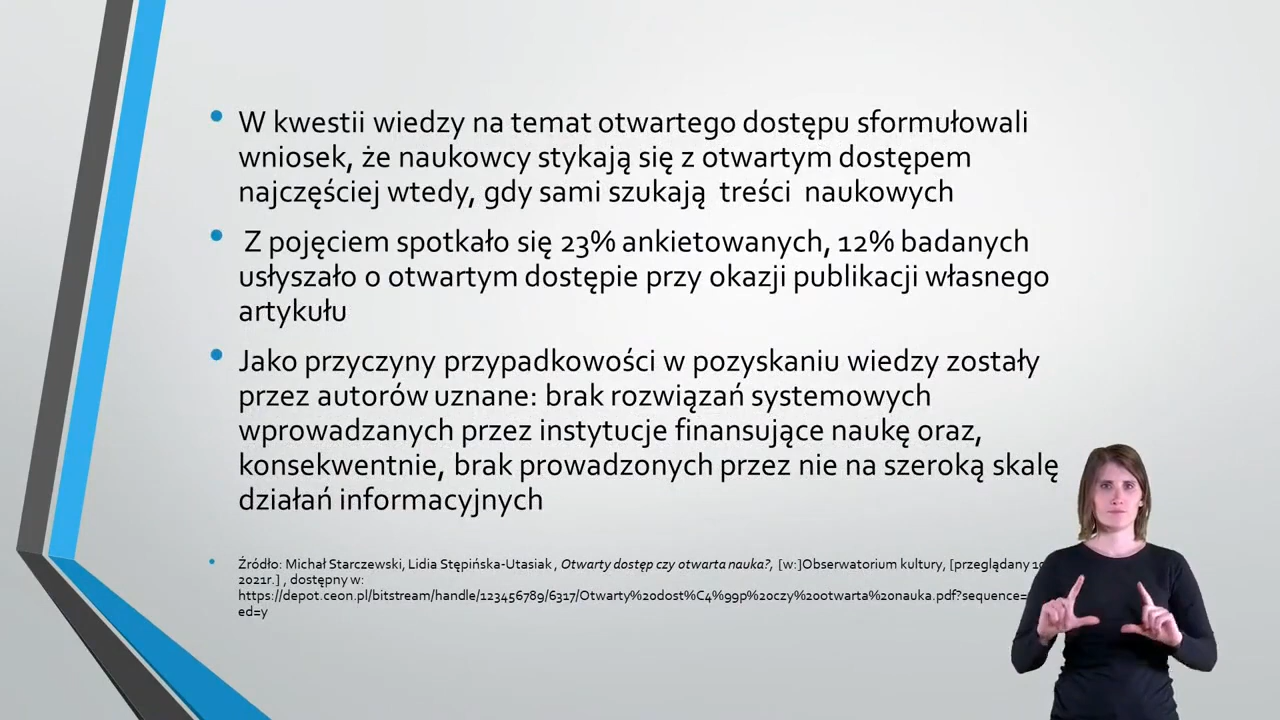 W kwestii wiedzy na temat otwartego dostępu sformułowali
wniosek, że naukowcy stykają się z otwartym dostępem
najczęściej wtedy, gdy sami szukają treści naukowych
Z pojęciem spotkało się 23% ankietowanych, 12% badanych
usłyszało o otwartym dostępie przy okazji publikacji własnego
artykułu
Jako przyczyny przypadkowości w pozyskaniu wiedzy zostały
przez autorów uznane: brak rozwiązań systemowych
wprowadzanych przez instytucje finansujące naukę oraz,
konsekwentnie, brak prowadzonych przez nie na szeroką skalę
działań informacyjnych
Źródło: Michał Starczewski, Lidia Stępińska-Utasiak , Otwarty dostęp czy otwarta nauka?, [w:]Obserwatorium kultury, [przeglądany
2021r.] , dostępny w:
https://depot.ceon.pl/bitstream/handle/123456789/6317/Otwarty%20dost%C4%99p%20czy%20otwarta%20nauka.pdf?sequence=
ed=y